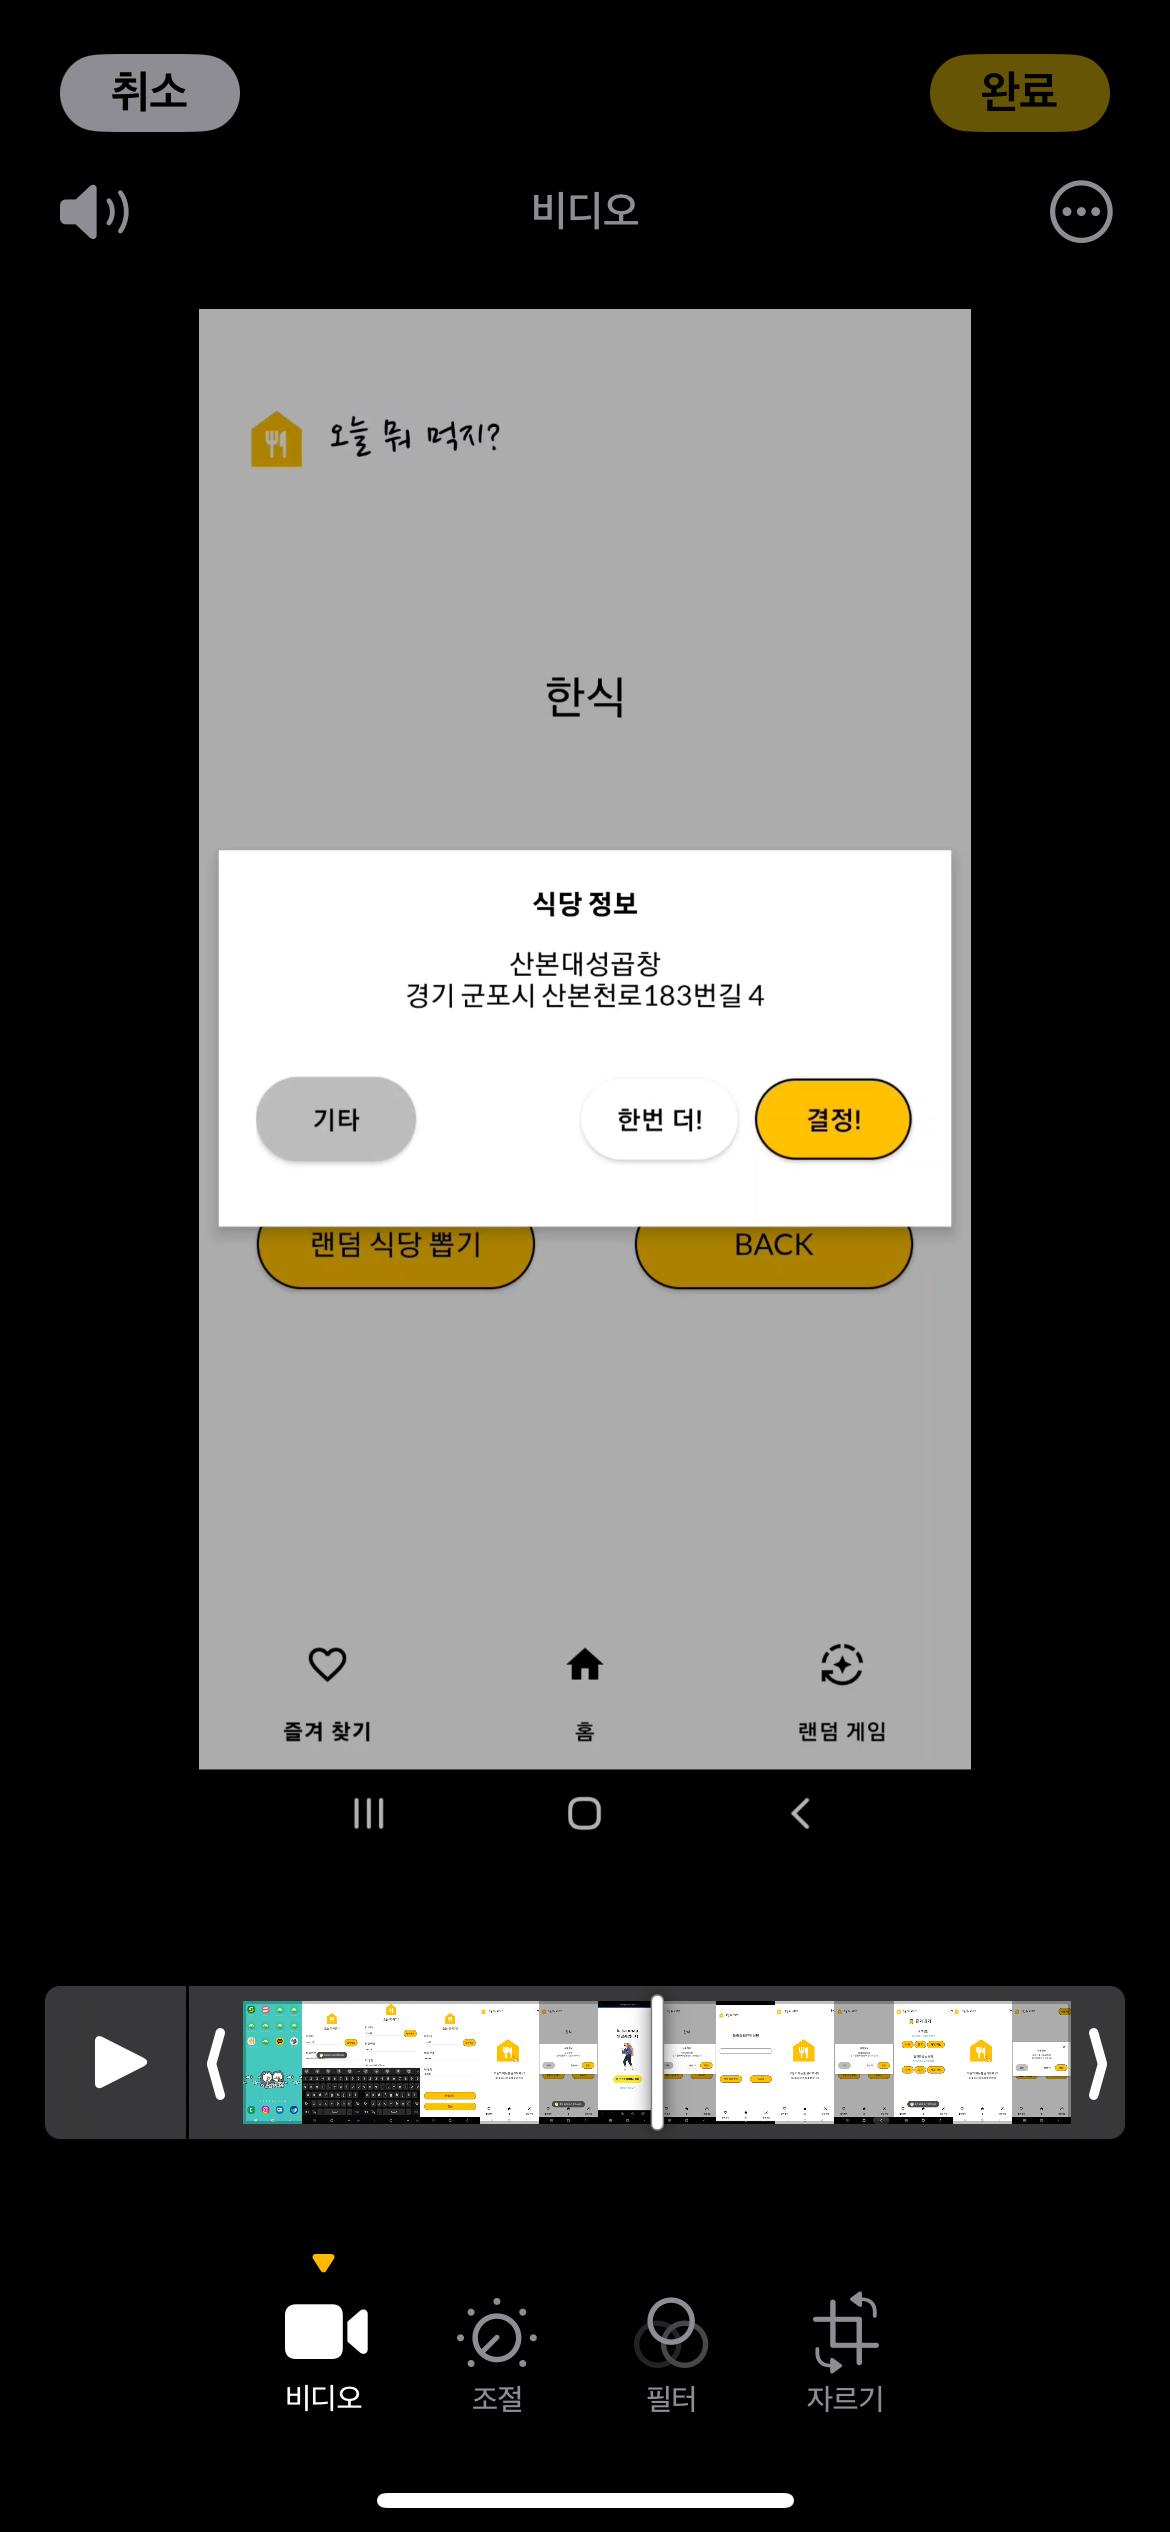 취소
완료
비디오
오늘 뭐 먹지?
한식
식당 정보
산본대성곱창
경기 군포시 산본천로183번길 4
기타
한번 더!
결정!
랜덤 식당 뽑기
BACK
즐겨 찾기
홈
랜덤 게임
비디오
조절
필터
자르기